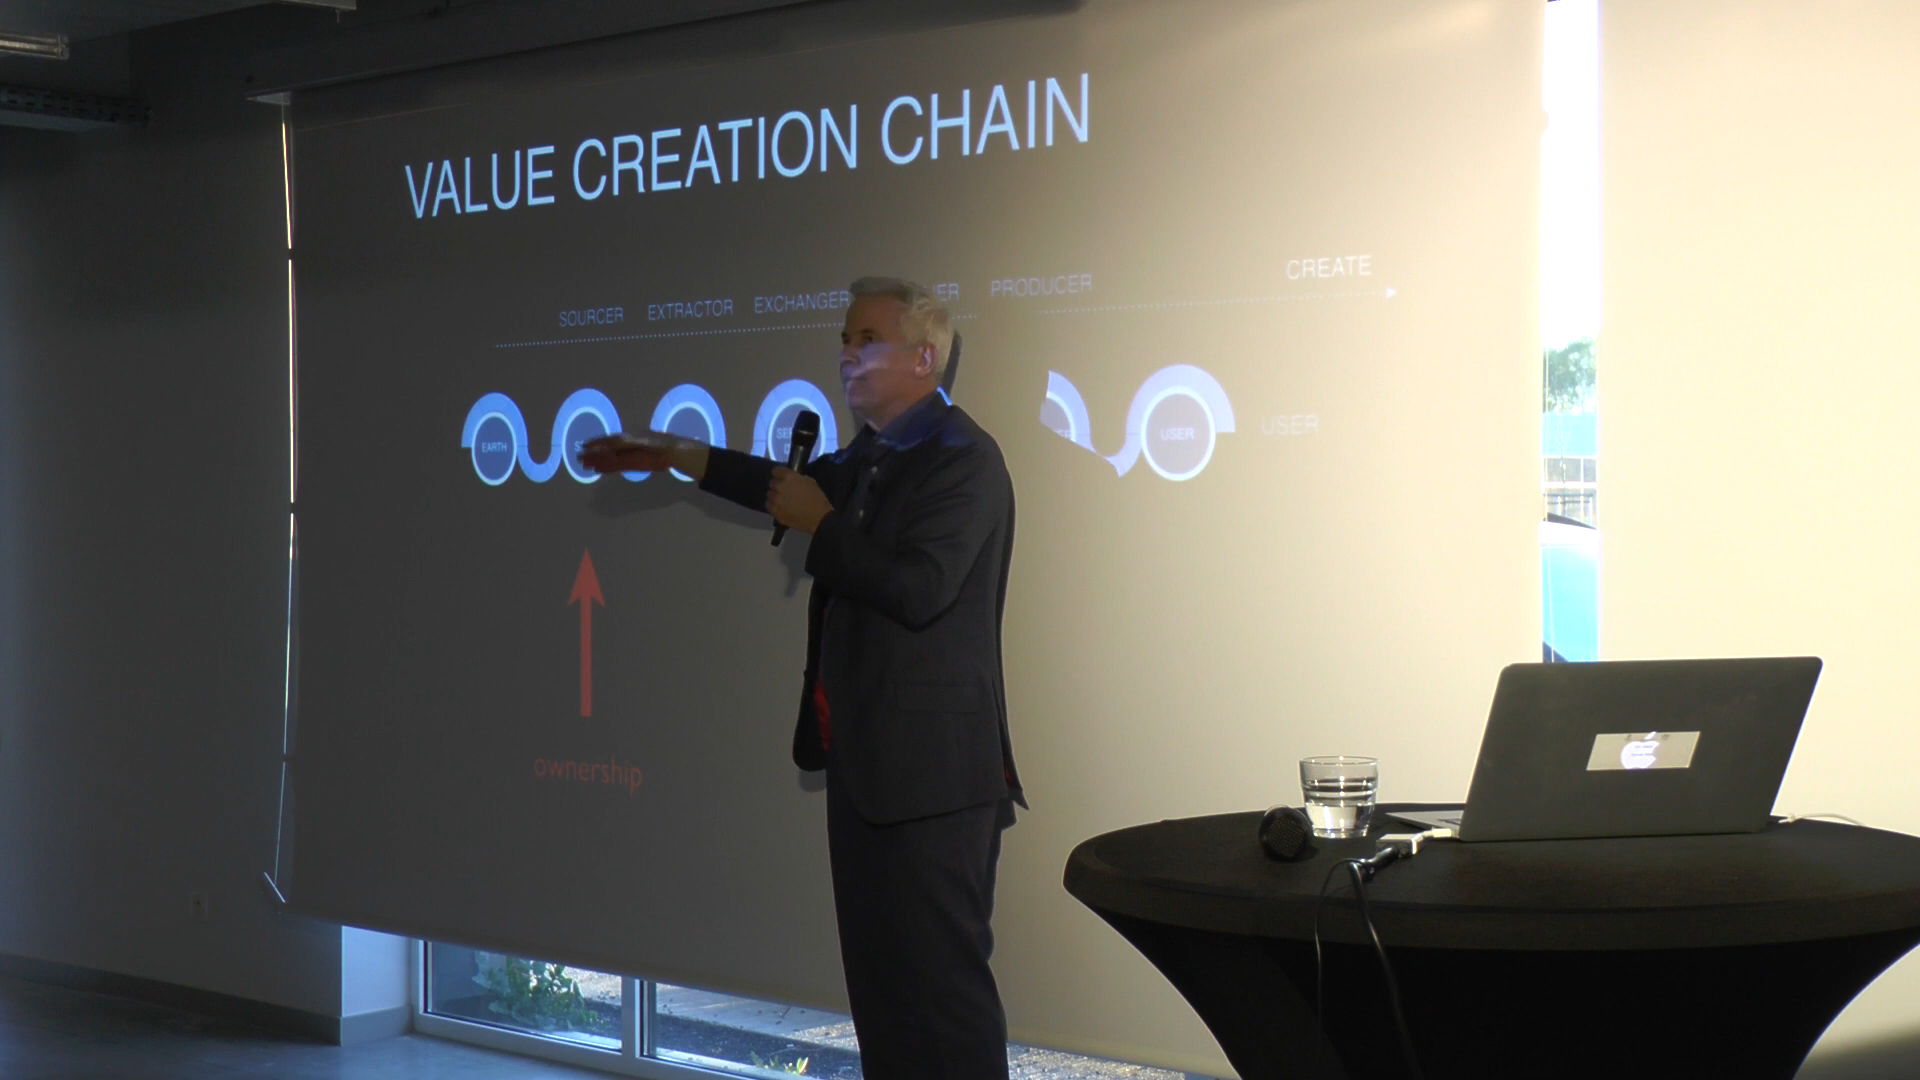 VALUE CREATION CHAIN
CREATE
SOURCER EXTRACTOR EXCHANGER PRODUCER
EARTH USER USER
ownership